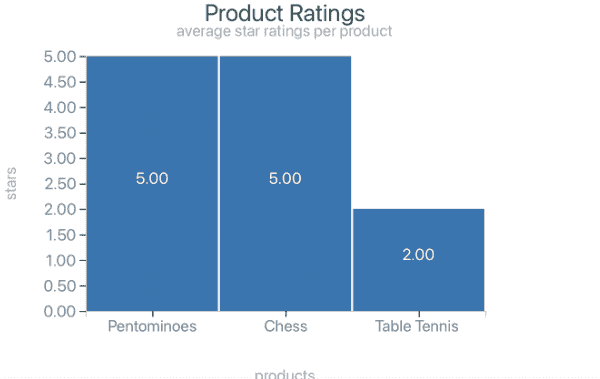 Product Ratings
average star ratings per product
stars
5.00
4.50
4.00
3.50
3.00
2.50
2.00
1.50
1.00
0.50
0.00
5.00
5.00
2.00
Pentominoes
Chess
Table Tennis
products